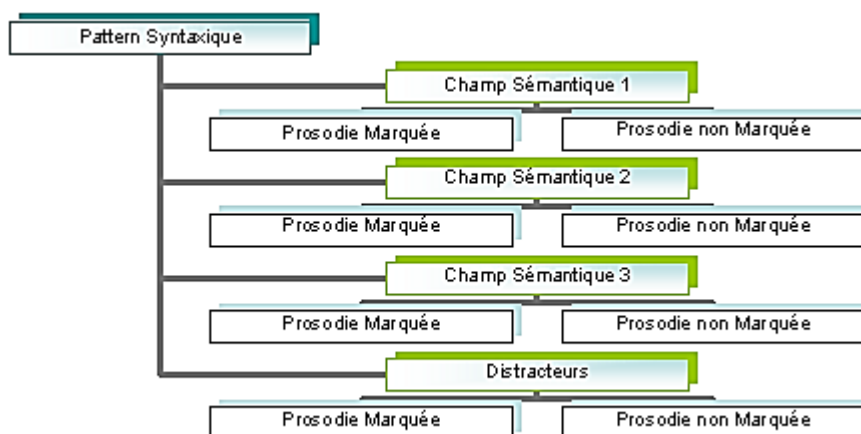 Pattern Syntaxique
Champ Sémantique 1
Prosodie Marquée
Prosodie non Marquée
Champ Sémantique 2
Prosodie Marquée
Prosodie non Marquée
Champ Sémantique 3
Prosodie Marquée
Prosodie non Marquée
Distracteurs
Prosodie Marquée
Prosodie non Marquée